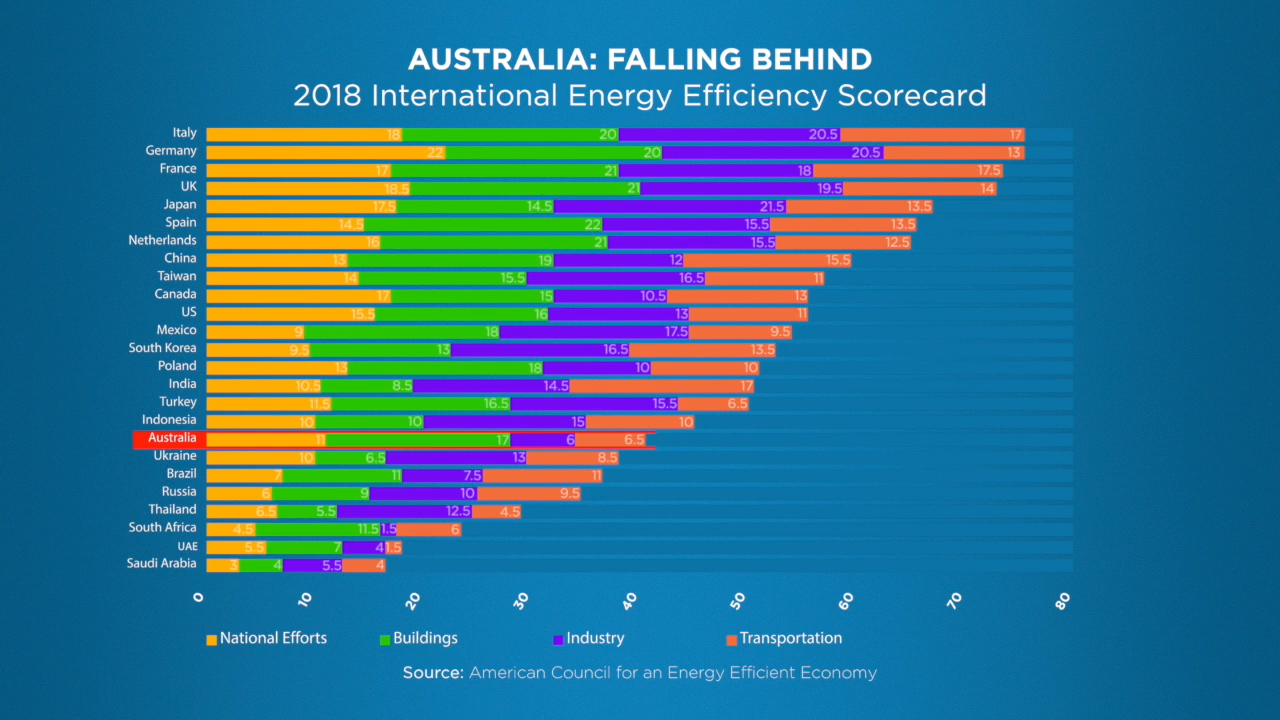 AUSTRALIA: FALLING BEHIND
2018 International Energy Efficiency Scorecard
Italy 18 20 20.5 17
Germany 22 20 20.5 13
France 17 21 18 17.5
UK 18.5 21 19.5 14
Japan 17.5 14.5 21.5 13.5
Spain 14.5 22 15.5 13.5
Netherlands 16 21 15.5 12.5
China 13 19 12 15.5
Taiwan 14 15.5 16.5 11
Canada 17 15 10.5 13
US 15.5 16 13 11
Mexico 9 18 17.5 9.5
South Korea 9.5 13 16.5 13.5
Poland 13 18 10 10
India 10.5 8.5 14.5 17
Turkey 11.5 16.5 15.5 6.5
Indonesia 10 10 15 10
Australia 11 17 6 6.5
Ukraine 10 6.5 13 8.5
Brazil 7 11 7.5 11
Russia 6 9 10 9.5
Thailand 6.5 5.5 12.5 4.5
South Africa 4.5 11.5 1.5 6
UAE 5.5 7 4 1.5
Saudi Arabia 3 4 5.5 4
0 10 20 30 40 50 60 70 80
National Efforts Buildings Industry Transportation
Source: American Council for an Energy Efficient Economy